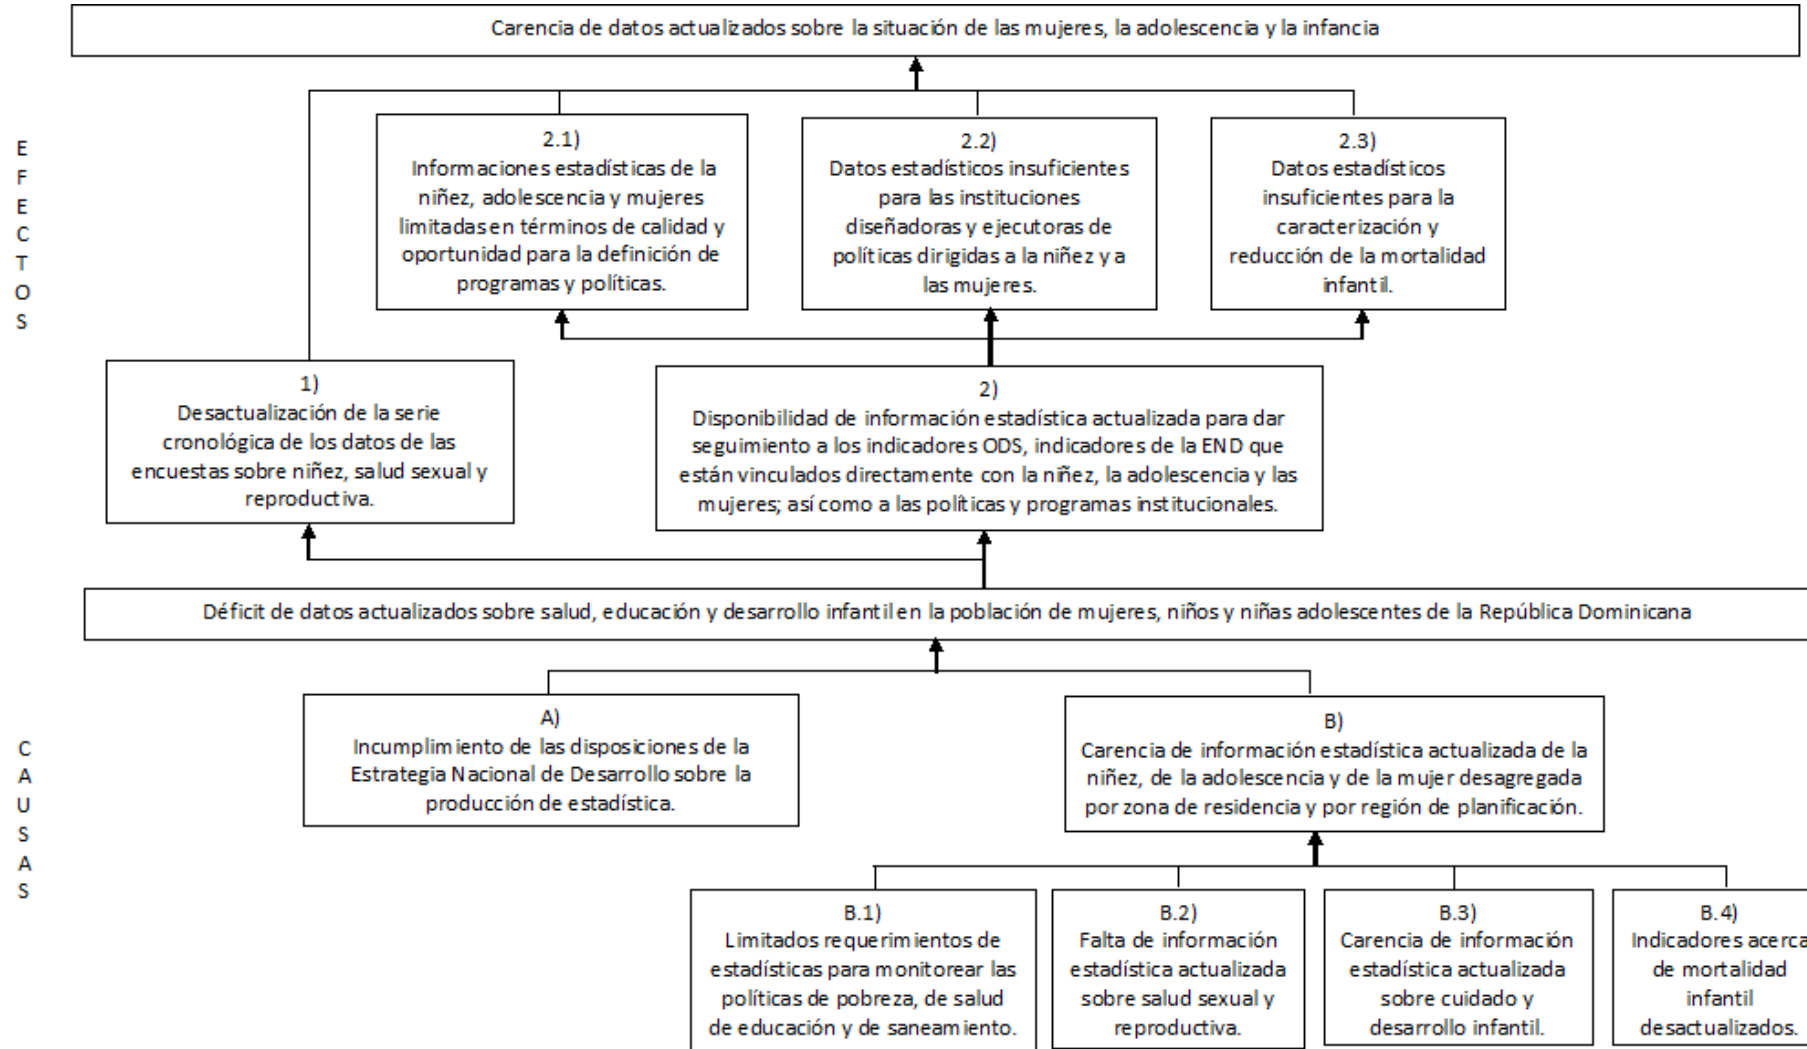 Carencia de datos actualizados sobre la situación de las mujeres, la adolescencia y la infancia
E
F
E
C
T
O
S
2.1)
Informaciones estadísticas de la
niñez, adolescencia y mujeres
limitadas en términos de calidad y
oportunidad para la definición de
programas y políticas.
2.2)
Datos estadísticos insuficientes
para las instituciones
diseñadoras y ejecutoras de
políticas dirigidas a la niñez y a
las mujeres.
2.3)
Datos estadísticos
insuficientes para la
caracterización y
reducción de la mortalidad
infantil.
1)
Desactualización de la serie
cronológica de los datos de las
encuestas sobre niñez, salud sexual y
reproductiva.
2)
Disponibilidad de información estadística actualizada para dar
seguimiento a los indicadores ODS, indicadores de la END que
están vinculados directamente con la niñez, la adolescencia y las
mujeres; así como a las políticas y programas institucionales.
Déficit de datos actualizados sobre salud, educación y desarrollo infantil en la población de mujeres, niños y niñas adolescentes de la República Dominicana
C
A
U
S
A
S
A)
Incumplimiento de las disposiciones de la
Estrategia Nacional de Desarrollo sobre la
producción de estadística.
B)
Carencia de información estadística actualizada de la
niñez, de la adolescencia y de la mujer desagregada
por zona de residencia y por región de planificación.
B.1)
Limitados requerimientos de
estadísticas para monitorear las
políticas de pobreza, de salud
de educación y de saneamiento.
B.2)
Falta de información
estadística actualizada
sobre salud sexual y
reproductiva.
B.3)
Carencia de información
estadística actualizada
sobre cuidado y
desarrollo infantil.
B.4)
Indicadores acerca
de mortalidad
infantil
desactualizados.